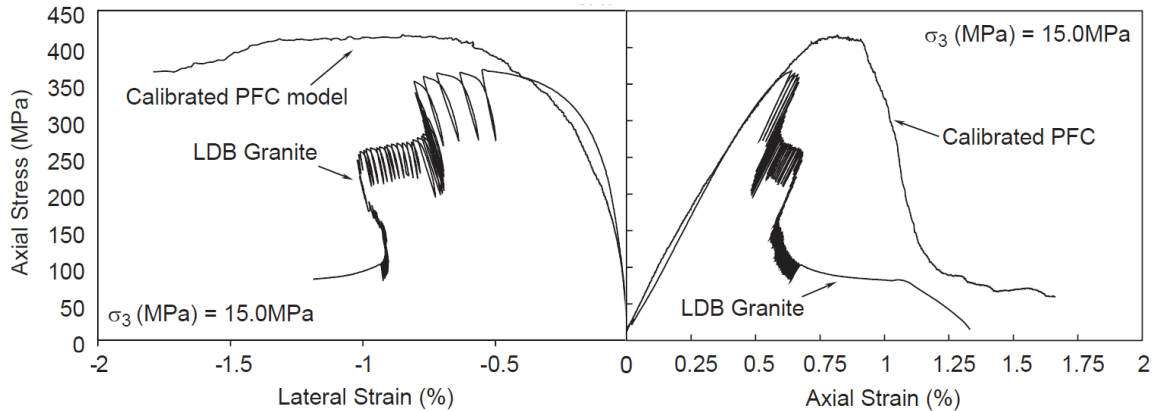 450
400
350
300
250
200
150
100
50
0
Axial Stress (MPa)
Calibrated PFC model
LDB Granite
σ3 (MPa) = 15.0MPa
-2
-1.5
-1
-0.5
0
Lateral Strain (%)
σ3 (MPa) = 15.0MPa
Calibrated PFC
LDB Granite
0.25
0.5
0.75
1
1.25
1.5
1.75
2
Axial Strain (%)